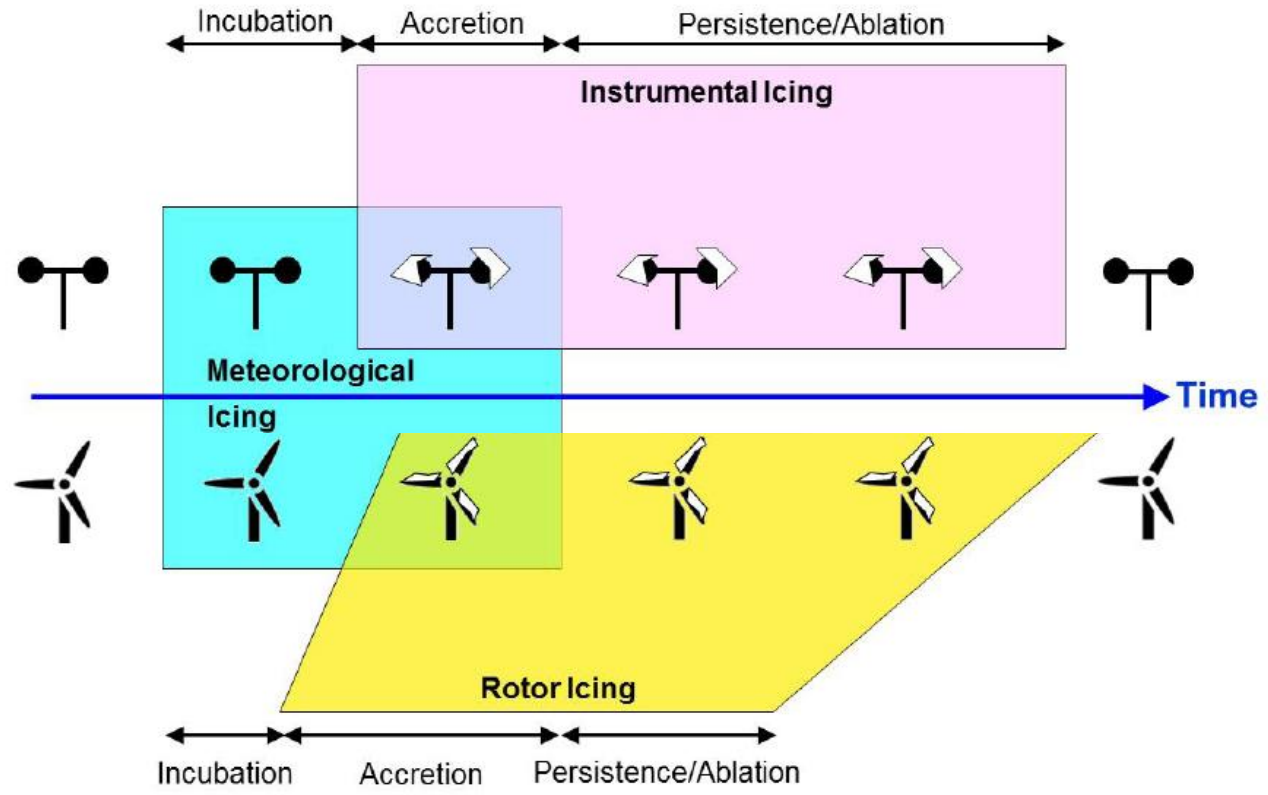 Incubation
Accretion
Persistence/Ablation
Instrumental Icing
Meteorological
Icing
Time
Rotor Icing
Incubation
Accretion
Persistence/Ablation